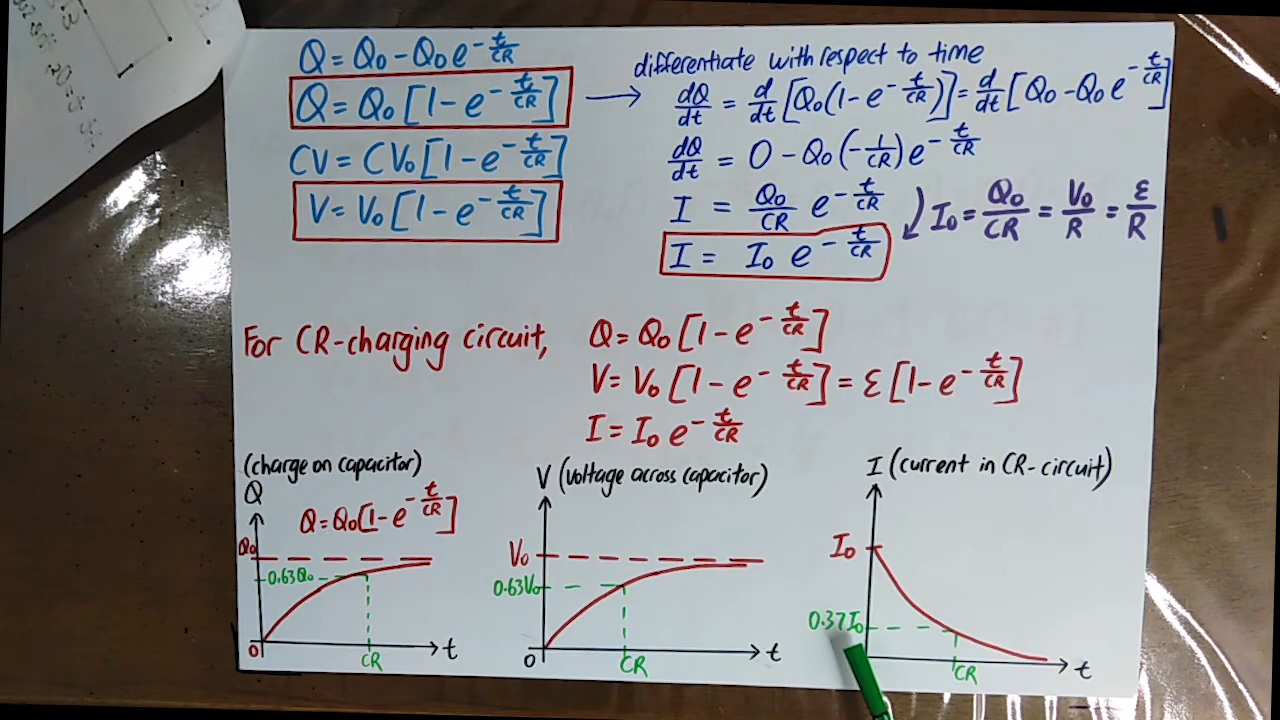 Q = Q₀ - Q₀e^(-t/CR)
Q = Q₀[1 - e^(-t/CR)]
CV = CV₀[1 - e^(-t/CR)]
V = V₀[1 - e^(-t/CR)]
differentiate with respect to time
dQ/dt = d/dt[Q₀(1 - e^(-t/CR))] = d/dt[Q₀ - Q₀e^(-t/CR)]
dQ/dt = 0 - Q₀(-1/CR)e^(-t/CR)
I = Q₀/CR e^(-t/CR)
I₀ = Q₀/CR = V₀/R = ε/R
I = I₀ e^(-t/CR)
For CR-charging circuit, Q = Q₀[1 - e^(-t/CR)]
V = V₀[1 - e^(-t/CR)] = ε[1 - e^(-t/CR)]
I = I₀ e^(-t/CR)
(charge on capacitor)
Q
Q = Q₀[1 - e^(-t/CR)]
Q₀
0.63Q₀
0
CR
t
V (voltage across capacitor)
V₀
0.63V₀
0
CR
t
I (current in CR-circuit)
I₀
0.37I₀
CR
t